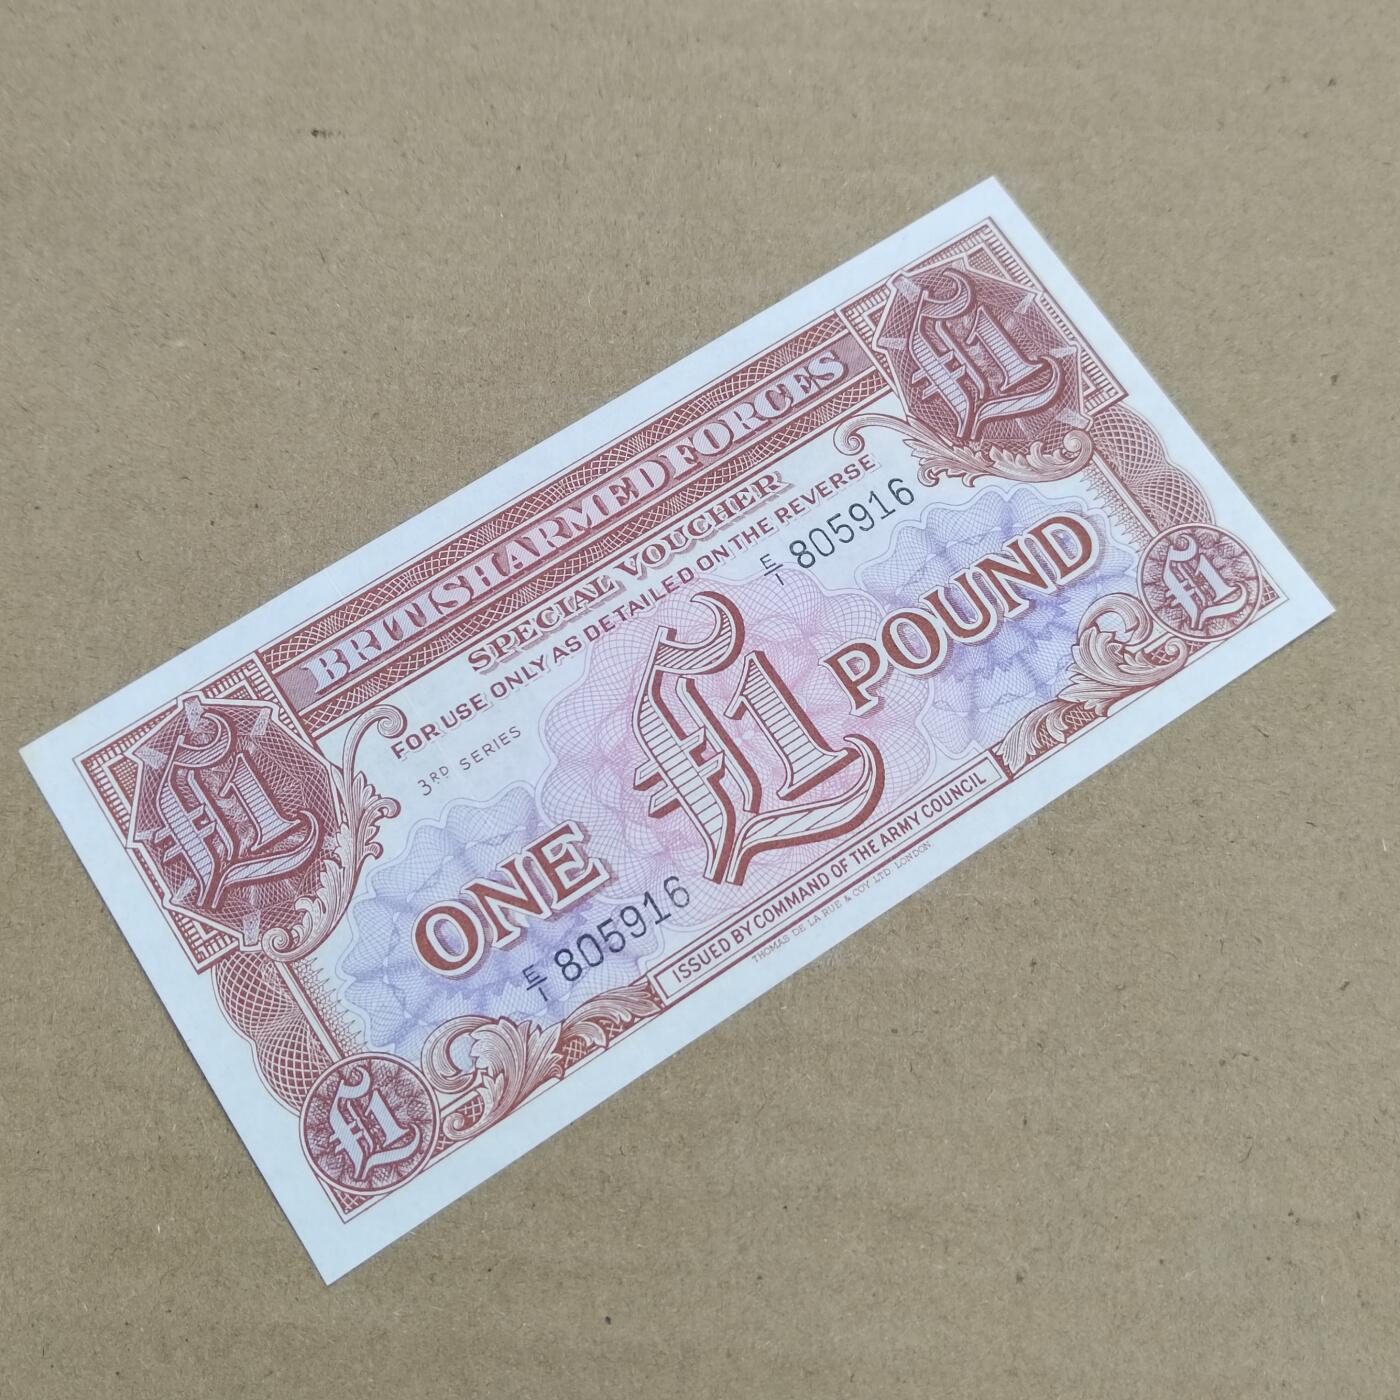 £1
BRITISH ARMED FORCES
£1
SPECIAL VOUCHER
FOR USE ONLY AS DETAILED ON THE REVERSE
3RD SERIES
E/1 805916
ONE £1 POUND
E/1 805916
£1
£1
ISSUED BY COMMAND OF THE ARMY COUNCIL
THOMAS DE LA RUE & COY LTD. LONDON.